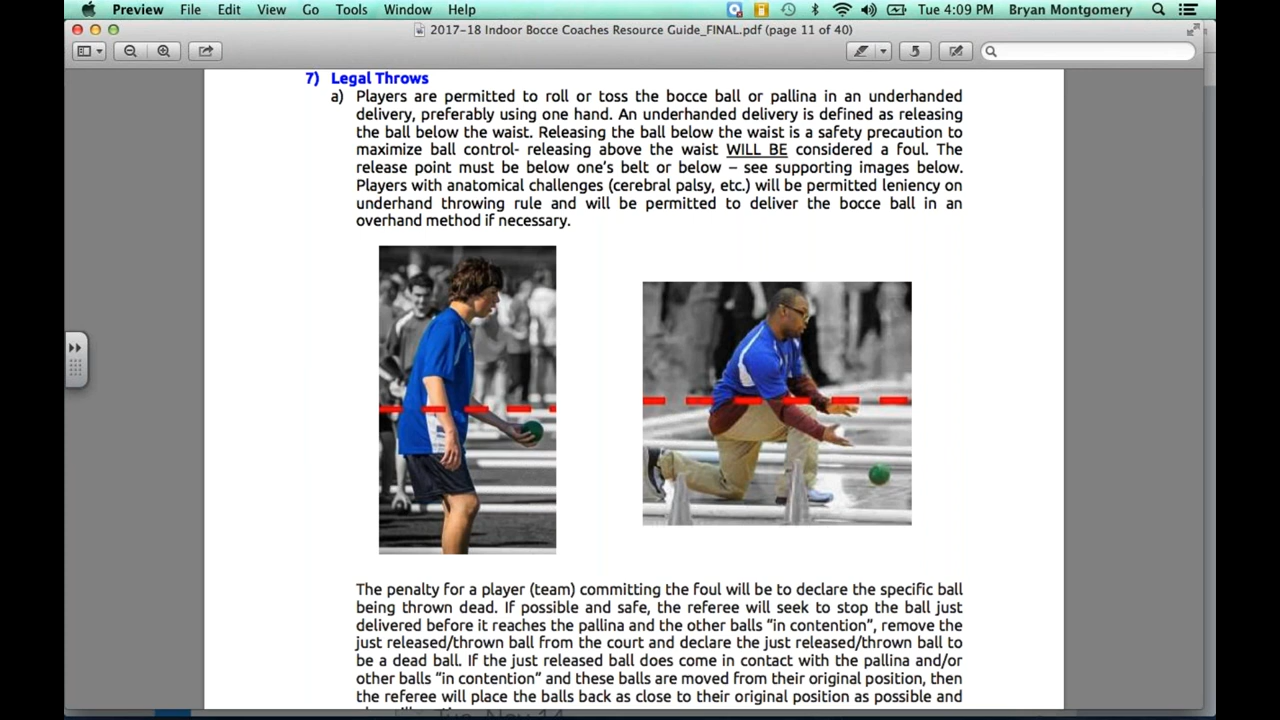 Preview File Edit View Go Tools Window Help Tue 4:09 PM Bryan Montgomery
2017-18 Indoor Bocce Coaches Resource Guide_FINAL.pdf (page 11 of 40)
7) Legal Throws
a) Players are permitted to roll or toss the bocce ball or pallina in an underhanded
delivery, preferably using one hand. An underhanded delivery is defined as releasing
the ball below the waist. Releasing the ball below the waist is a safety precaution to
maximize ball control- releasing above the waist WILL BE considered a foul. The
release point must be below one's belt or below – see supporting images below.
Players with anatomical challenges (cerebral palsy, etc.) will be permitted leniency on
underhand throwing rule and will be permitted to deliver the bocce ball in an
overhand method if necessary.
The penalty for a player (team) committing the foul will be to declare the specific ball
being thrown dead. If possible and safe, the referee will seek to stop the ball just
delivered before it reaches the pallina and the other balls “in contention”, remove the
just released/thrown ball from the court and declare the just released/thrown ball to
be a dead ball. If the just released ball does come in contact with the pallina and/or
other balls “in contention” and these balls are moved from their original position, then
the referee will place the balls back as close to their original position as possible and